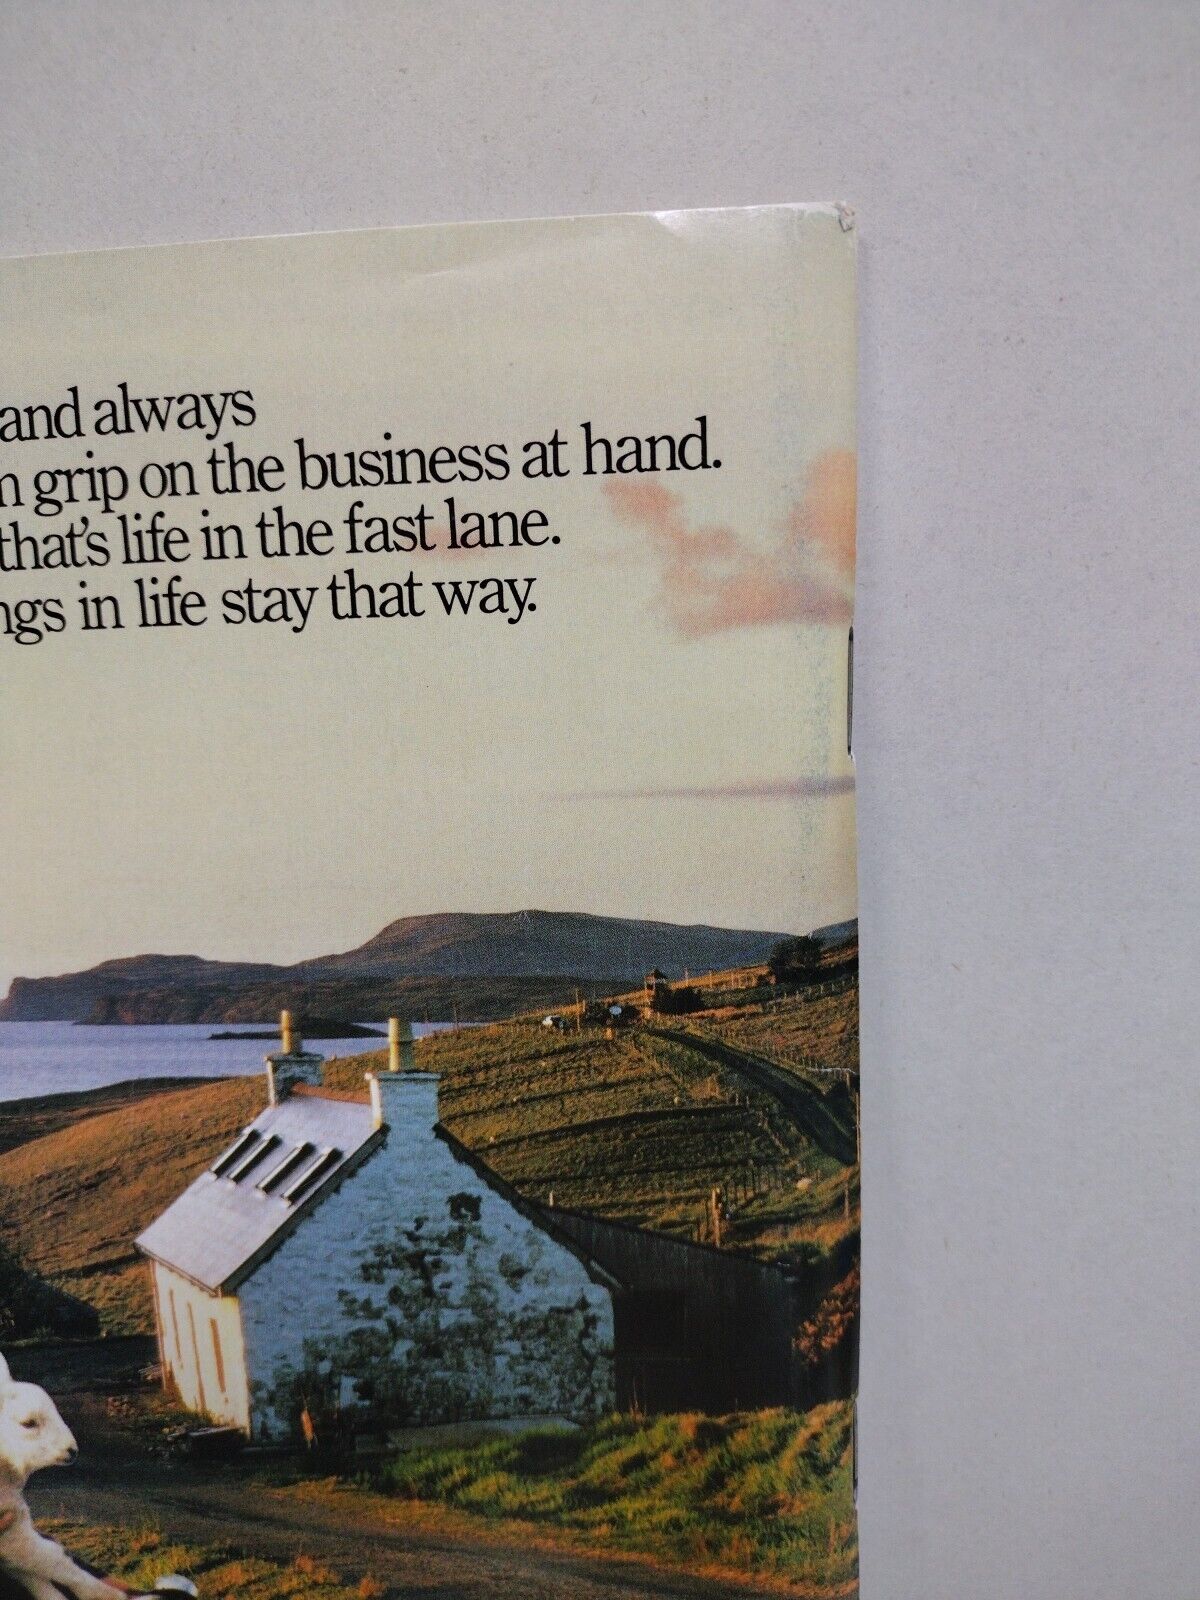 and always
grip on the business at hand.
that's life in the fast lane.
in life stay that way.